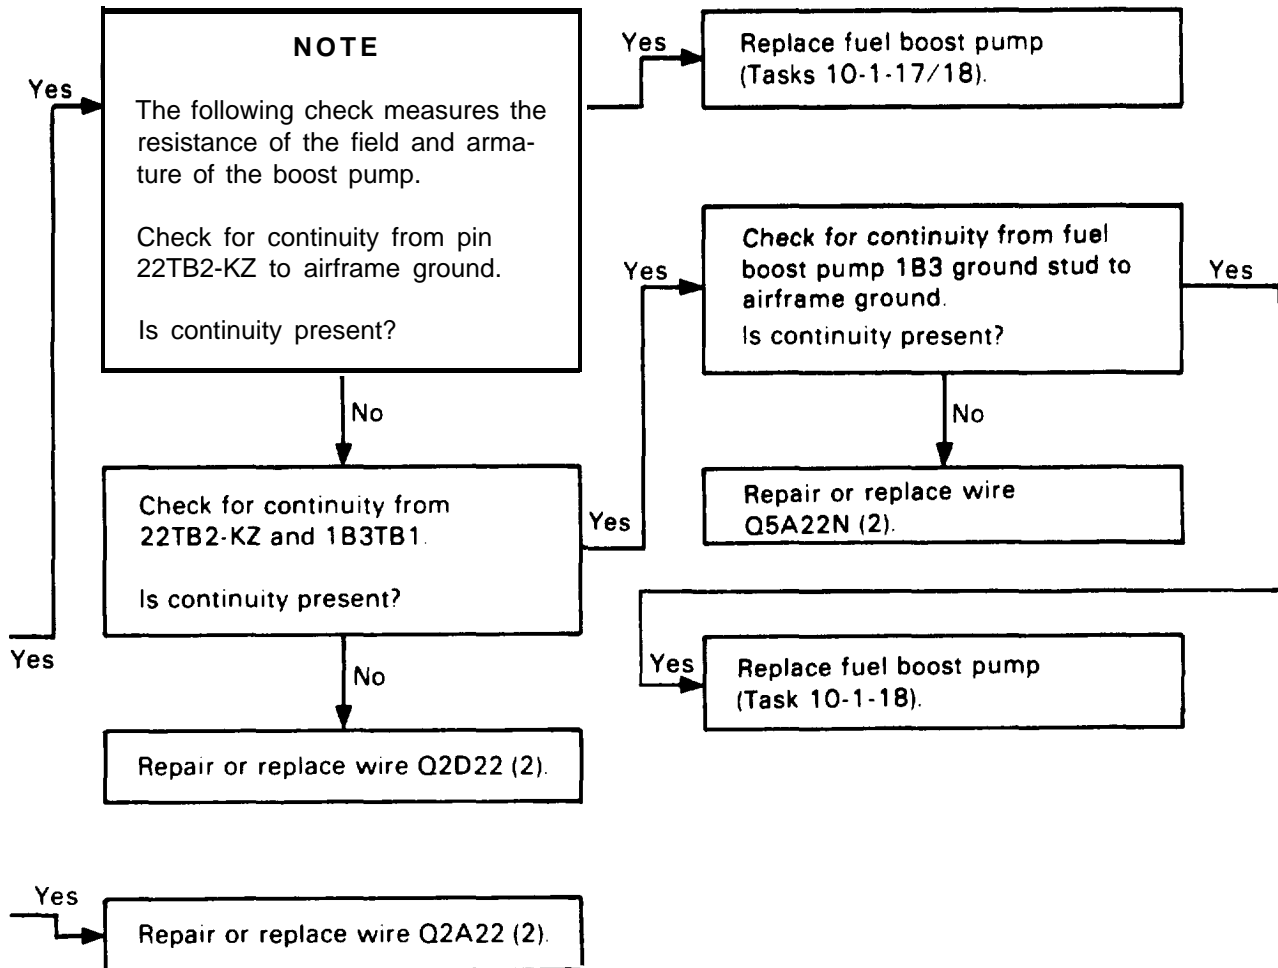 Yes
NOTE
The following check measures the
resistance of the field and arma-
ture of the boost pump.
Check for continuity from pin
22TB2-KZ to airframe ground.
Is continuity present?
Yes
Replace fuel boost pump
(Tasks 10-1-17/18).
No
Check for continuity from
22TB2-KZ and 1B3TB1.
Is continuity present?
Yes
Yes
Check for continuity from fuel
boost pump 1B3 ground stud to
airframe ground.
Is continuity present?
Yes
No
Repair or replace wire
Q5A22N (2).
Yes
Replace fuel boost pump
(Task 10-1-18).
Yes
No
Repair or replace wire Q2D22 (2).
Yes
Repair or replace wire Q2A22 (2).